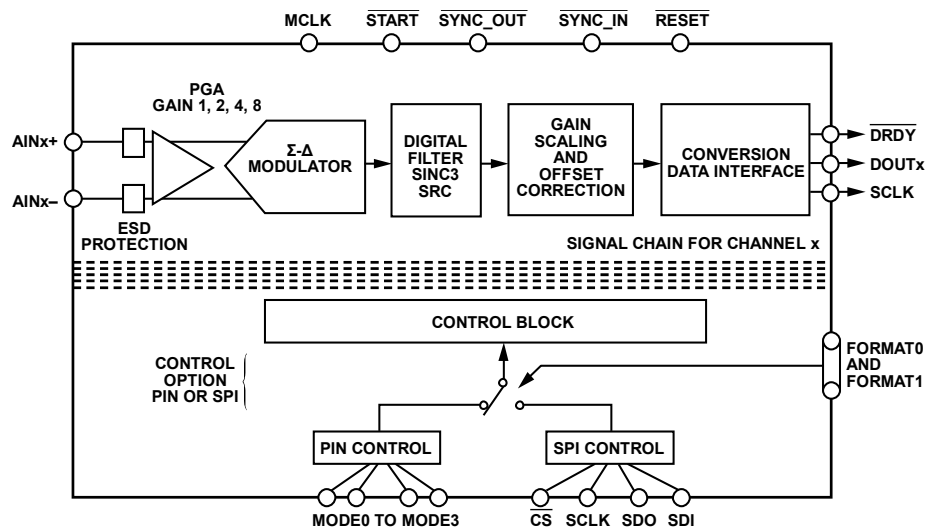 MCLK
START
SYNC_OUT
SYNC_IN
RESET
PGA
GAIN 1, 2, 4, 8
AINx+
AINx–
ESD
PROTECTION
Σ-Δ
MODULATOR
DIGITAL
FILTER
SINC3
SRC
GAIN
SCALING
AND
OFFSET
CORRECTION
CONVERSION
DATA INTERFACE
DRDY
DOUTx
SCLK
SIGNAL CHAIN FOR CHANNEL x
CONTROL BLOCK
CONTROL
OPTION
PIN OR SPI
FORMAT0
AND
FORMAT1
PIN CONTROL
SPI CONTROL
MODE0 TO MODE3
CS
SCLK
SDO
SDI